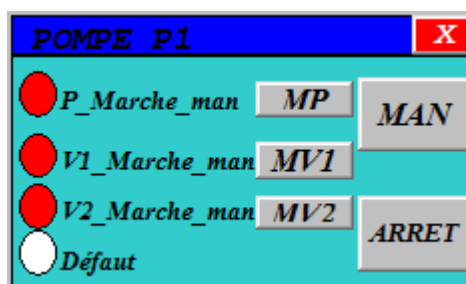 POMPE P1 X
P_Marche_man MP MAN
V1_Marche_man MV1
V2_Marche_man MV2 ARRET
Défaut